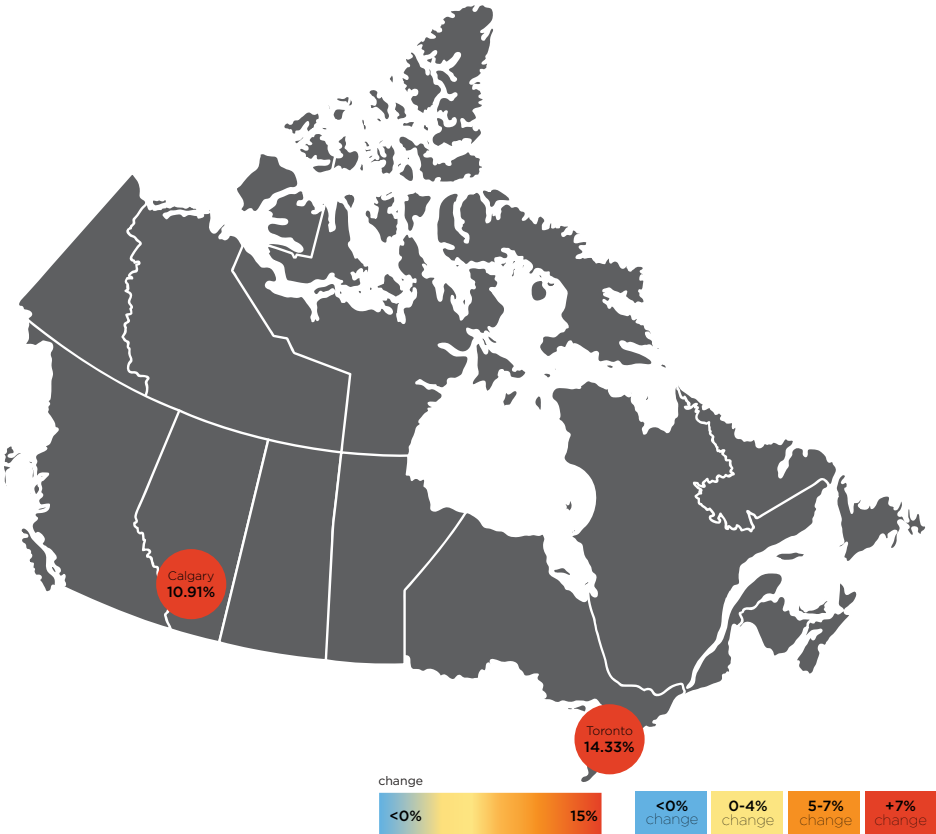 Calgary
10.91%
Toronto
14.33%
change
<0%
15%
<0%
change
0-4%
change
5-7%
change
+7%
change